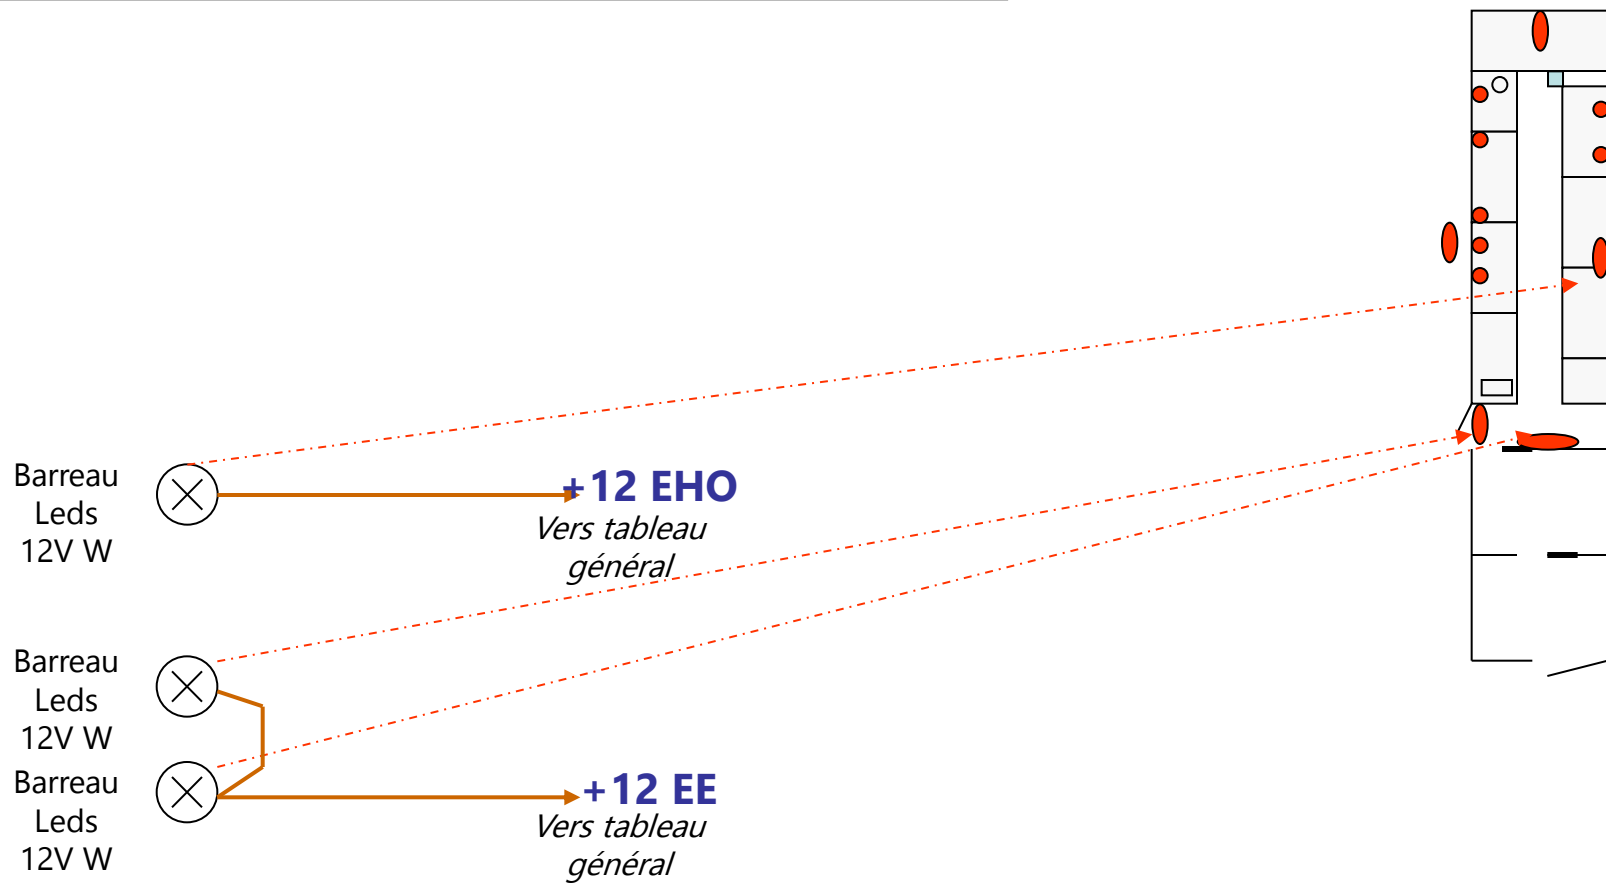 Barreau
Leds
12V W
+12 EHO
Vers tableau
général
Barreau
Leds
12V W
Barreau
Leds
12V W
+12 EE
Vers tableau
général